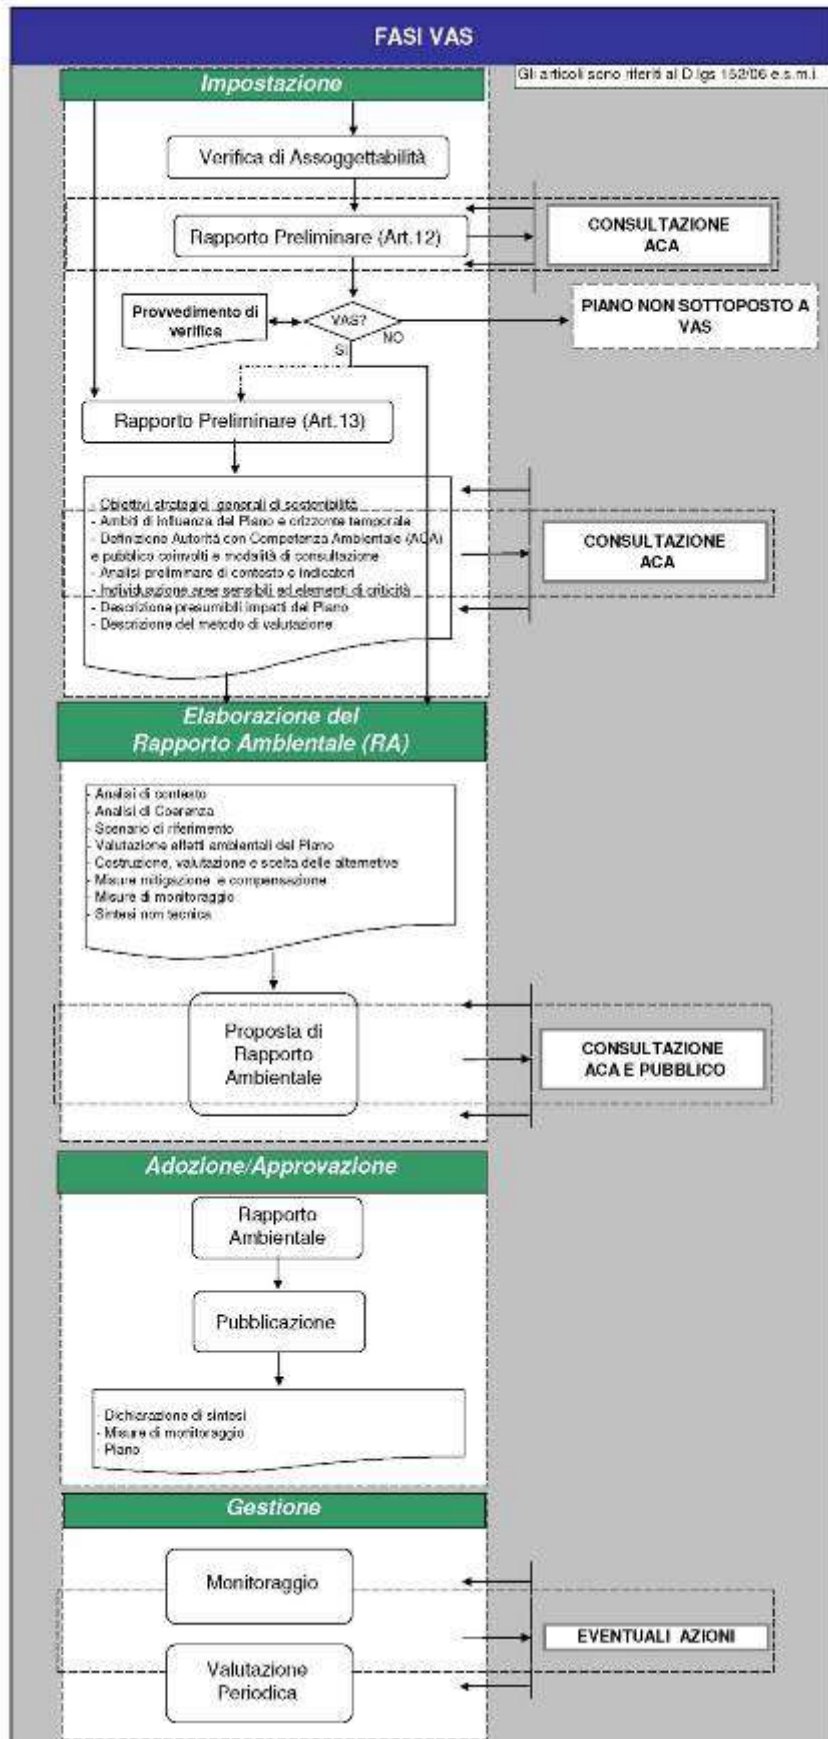 FASI VAS
Gli articoli sono riferiti al D.lgs 152/06 e.s.m.i.
Impostazione
Verifica di Assoggettabilità
Rapporto Preliminare (Art.12)
CONSULTAZIONE
ACA
Provvedimento di
verifica
VAS?
SI
NO
PIANO NON SOTTOPOSTO A
VAS
Rapporto Preliminare (Art.13)
- Obiettivi strategici generali di sostenibilità
- Ambiti di influenza del Piano e orizzonte temporale
- Definizione Autorità con Competenza Ambientale (ACA)
e pubblico coinvolti e modalità di consultazione
- Analisi preliminare di contesto e indicatori
- Individuazione aree sensibili ed elementi di criticità
- Descrizione presumibili impatti del Piano
- Descrizione del metodo di valutazione
CONSULTAZIONE
ACA
Elaborazione del
Rapporto Ambientale (RA)
- Analisi di contesto
- Analisi di Coerenza
- Scenario di riferimento
- Valutazione effetti ambientali del Piano
- Costruzione, valutazione e scelta delle alternetive
- Misure mitigazione e compensazione
- Misure di monitoraggio
- Sintesi non tecnica
Proposta di
Rapporto
Ambientale
CONSULTAZIONE
ACA E PUBBLICO
Adozione/Approvazione
Rapporto
Ambientale
Pubblicazione
- Dichiarazione di sintesi
- Misure di monitoraggio
- Piano
Gestione
Monitoraggio
EVENTUALI AZIONI
Valutazione
Periodica